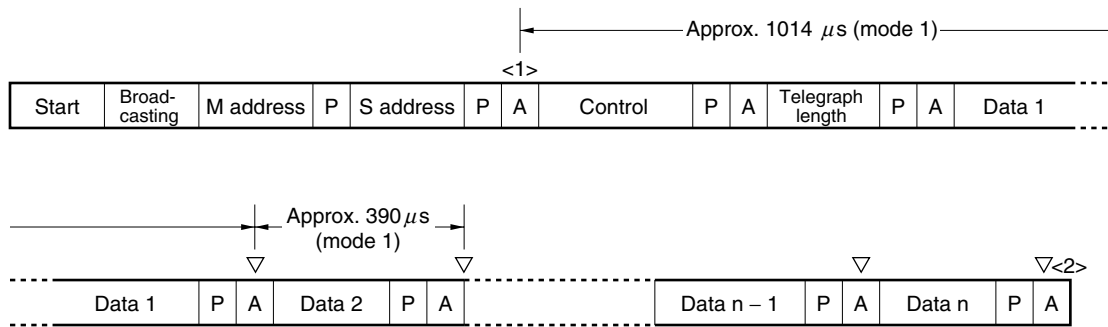 Approx. 1014 μs (mode 1)
<1>
Start Broad-casting M address P S address P A Control P A Telegraph length P A Data 1
Approx. 390 μs
(mode 1)
▽ ▽ ▽ ▽<2>
Data 1 P A Data 2 P A Data n − 1 P A Data n P A